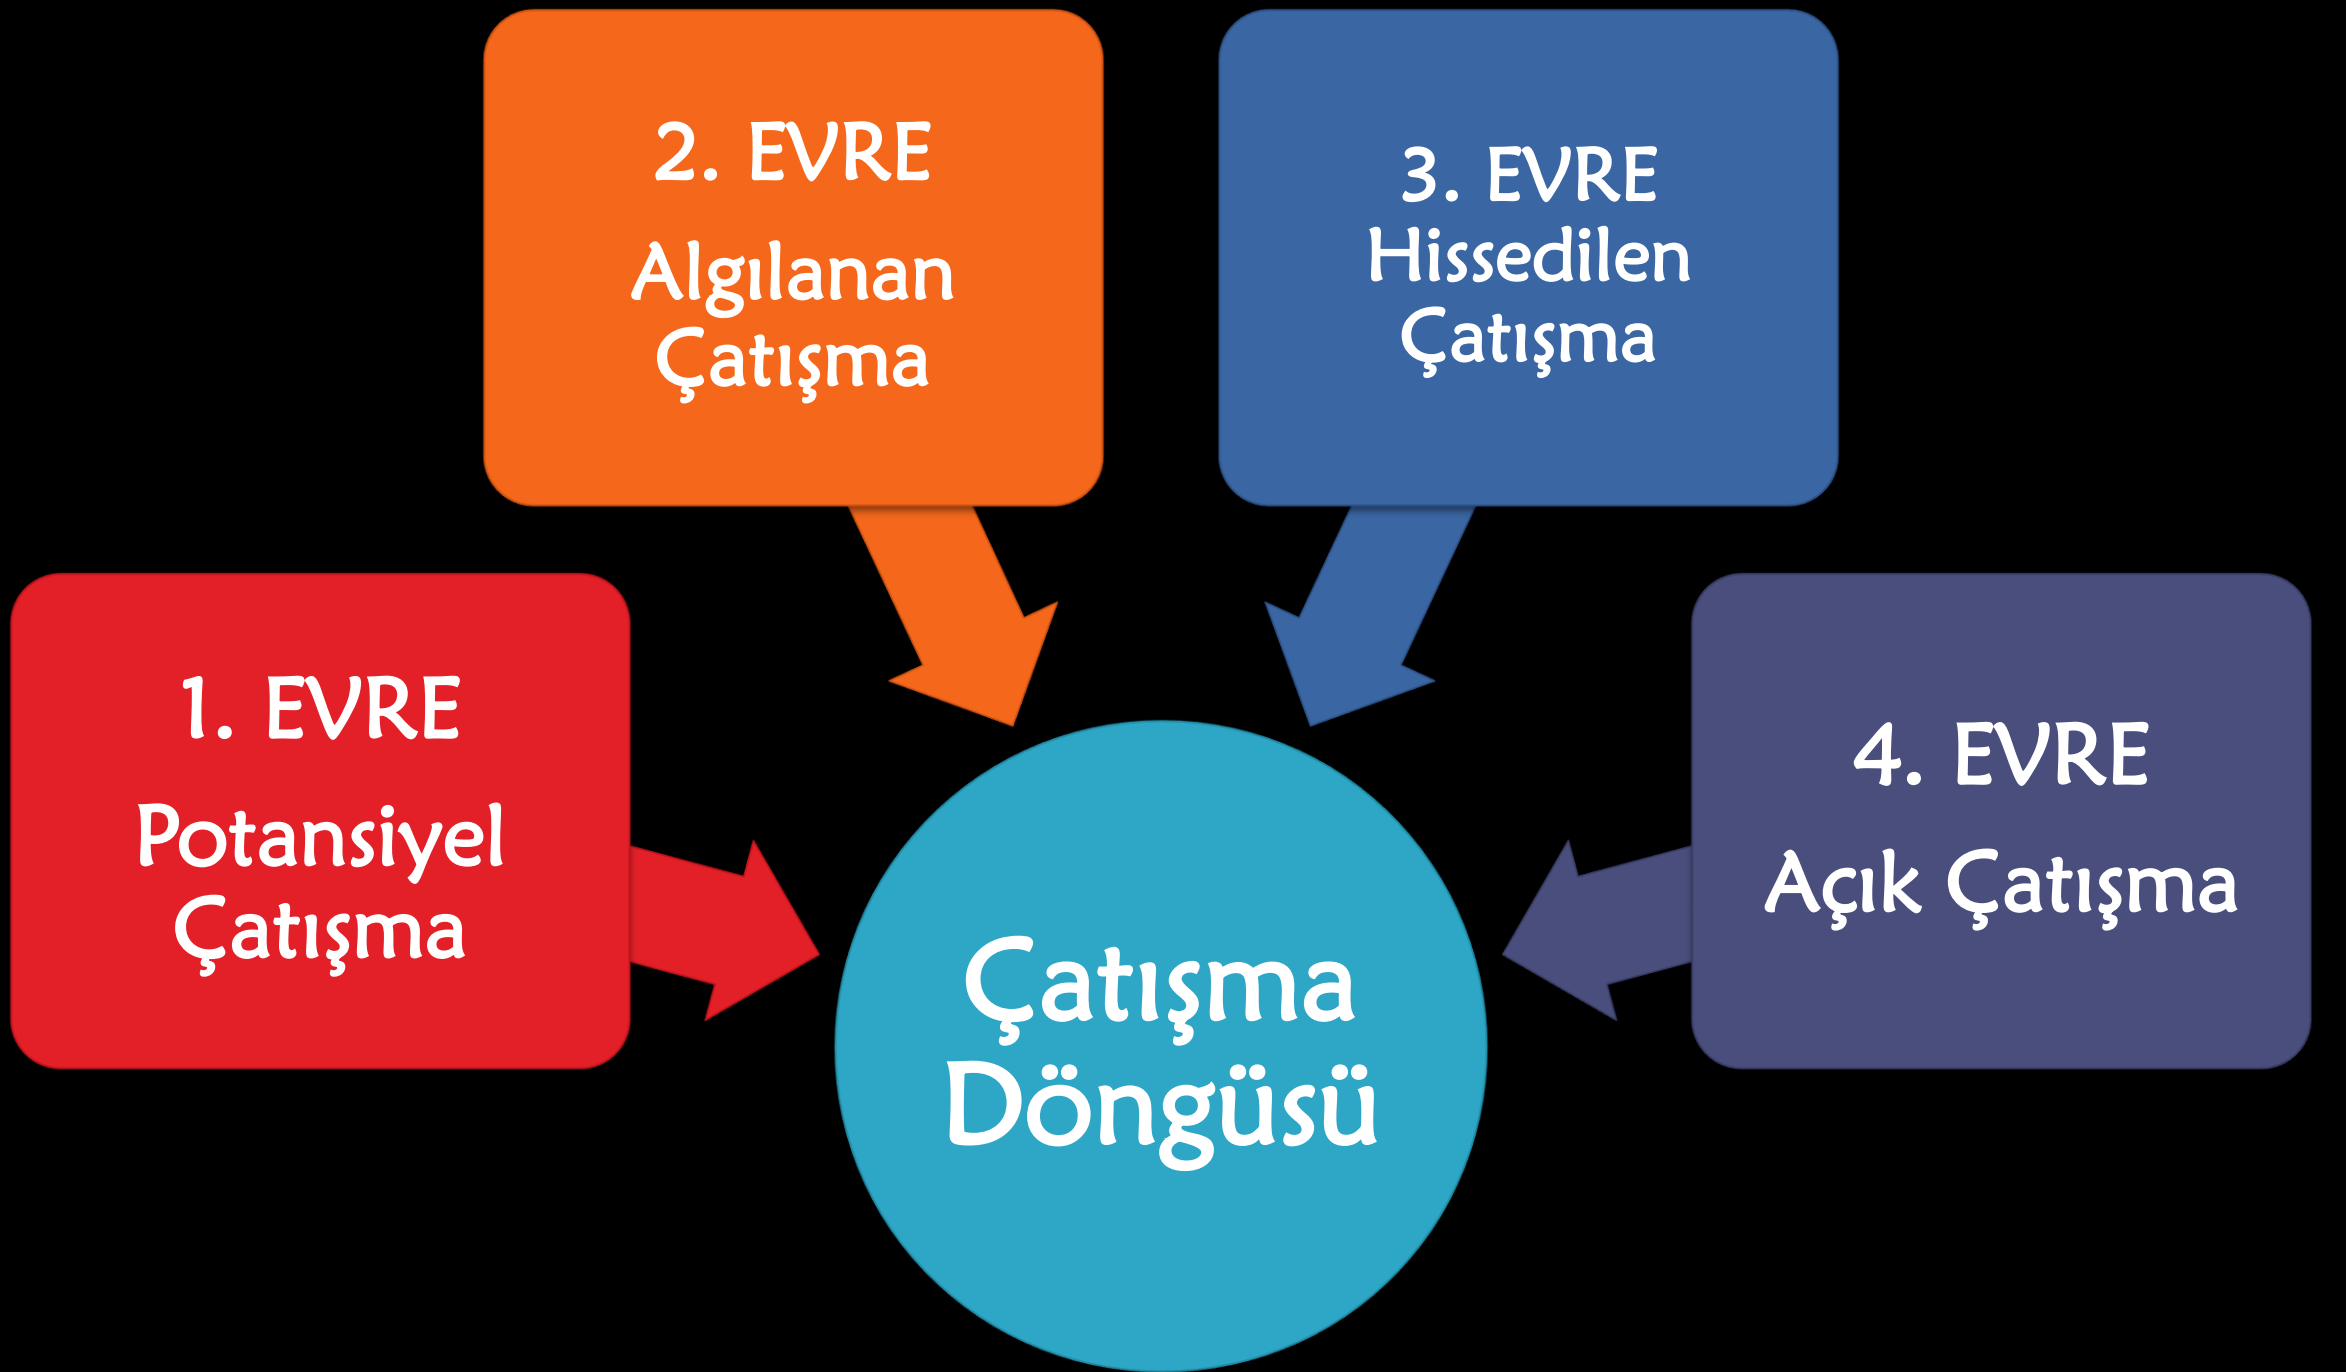 1. EVRE
Potansiyel
Çatışma
2. EVRE
Algılanan
Çatışma
3. EVRE
Hissedilen
Çatışma
4. EVRE
Açık Çatışma
Çatışma
Döngüsü